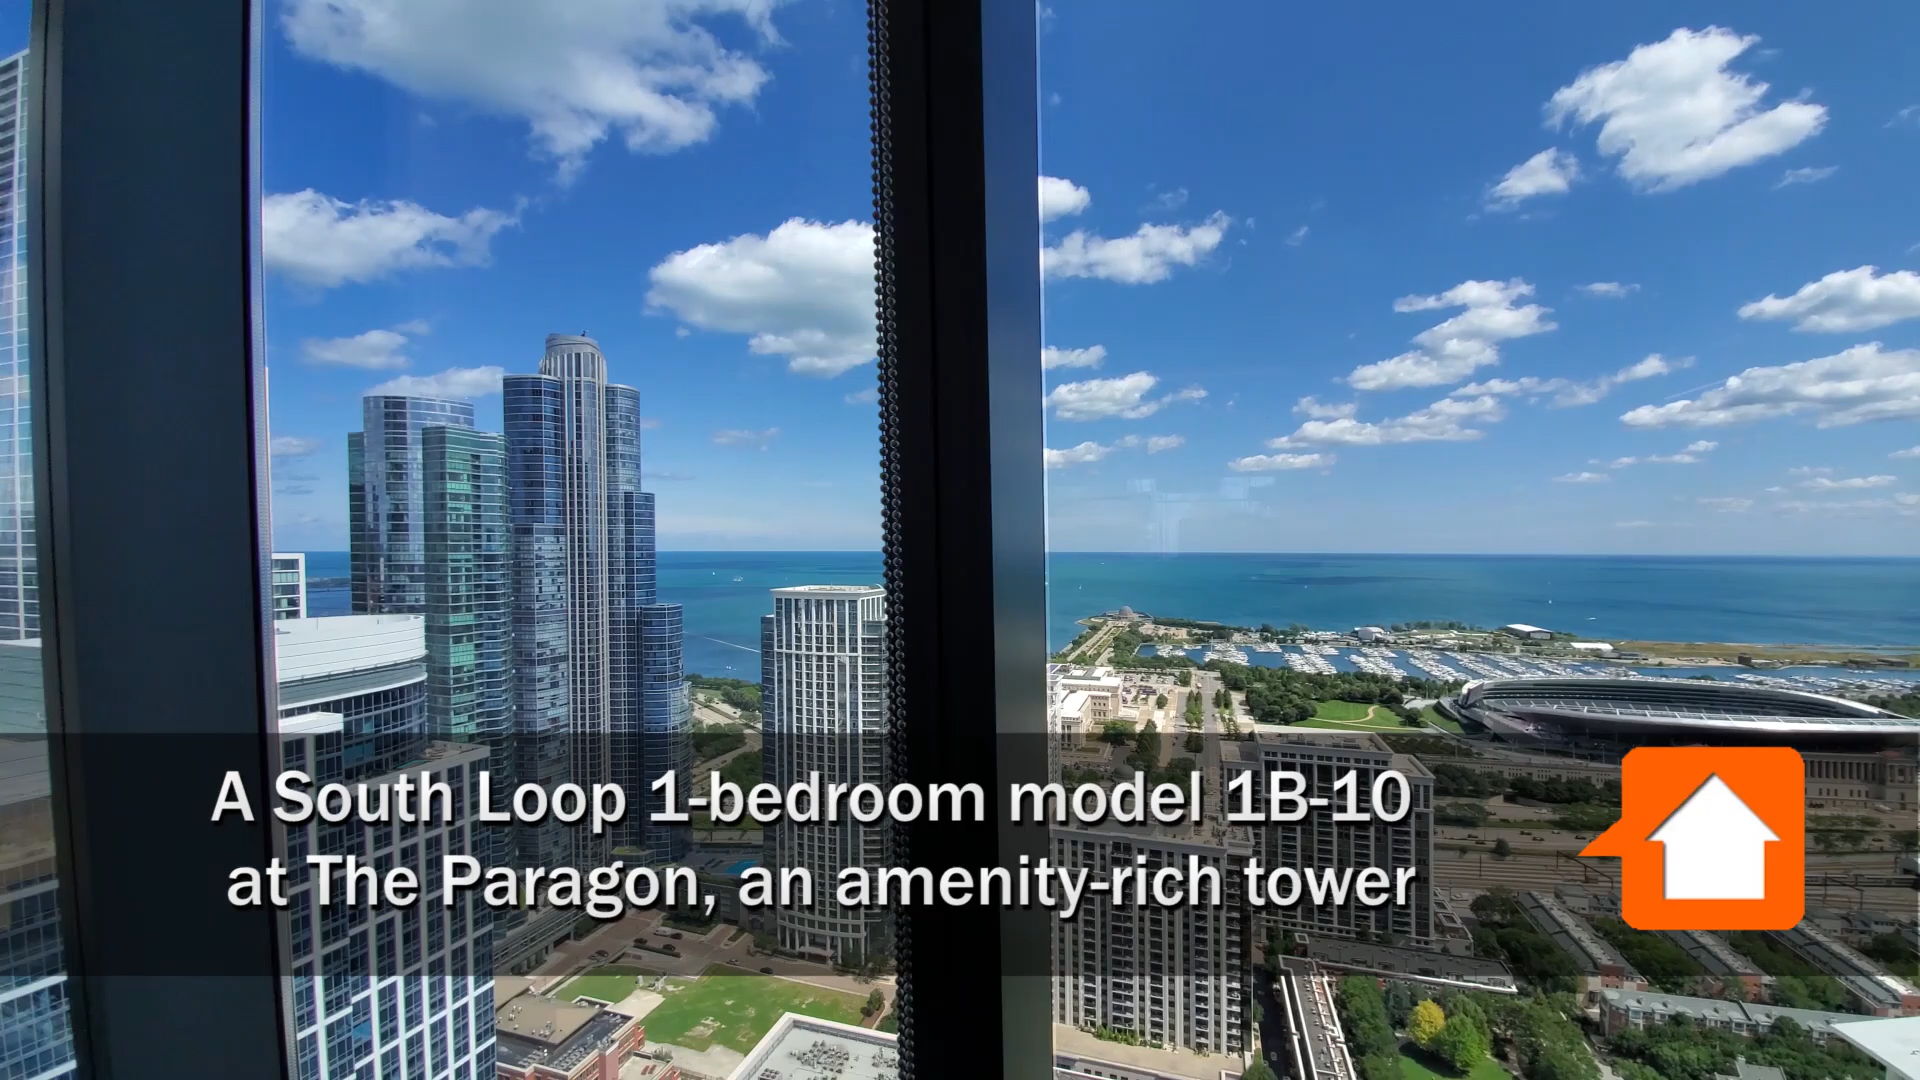 A South Loop 1-bedroom model 1B-10
at The Paragon, an amenity-rich tower